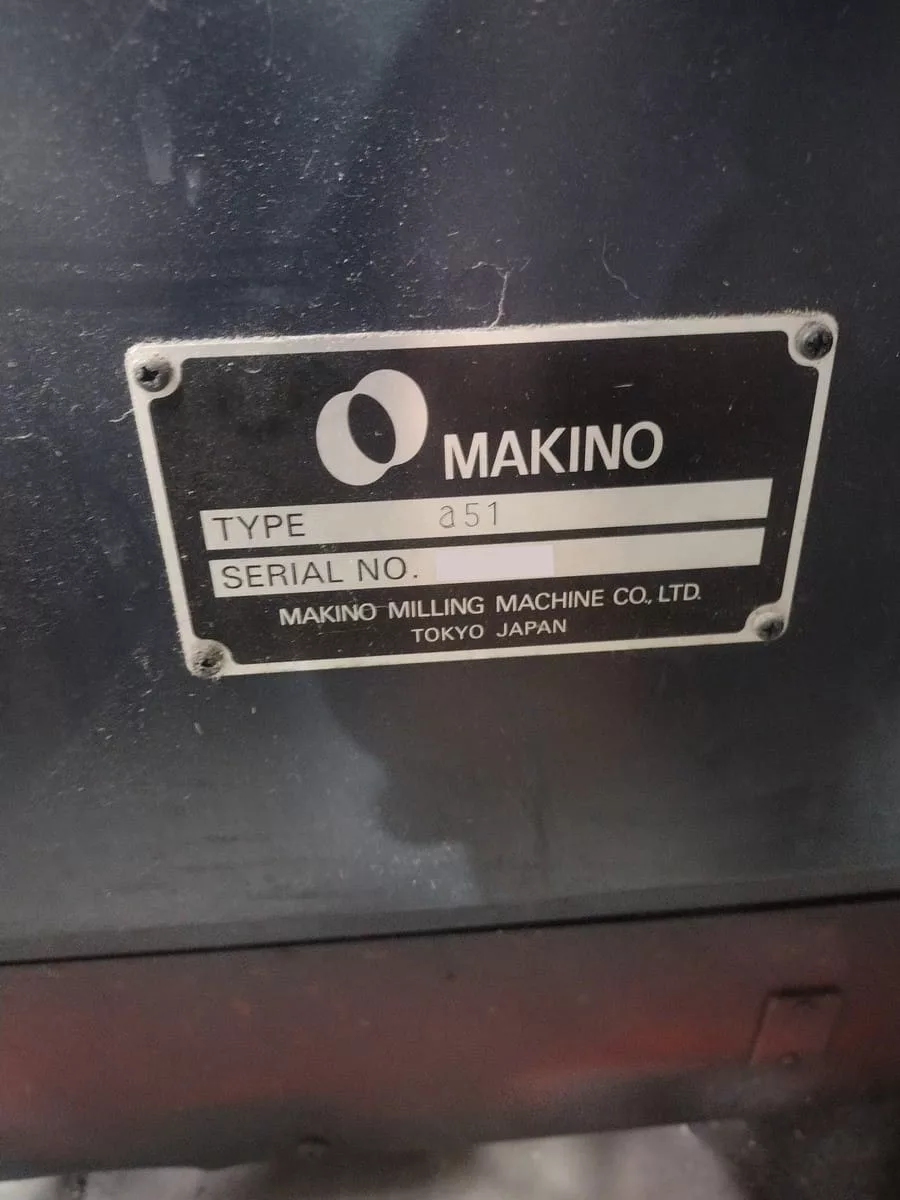 MAKINO
TYPE a51
SERIAL NO.
MAKINO MILLING MACHINE CO., LTD.
TOKYO JAPAN